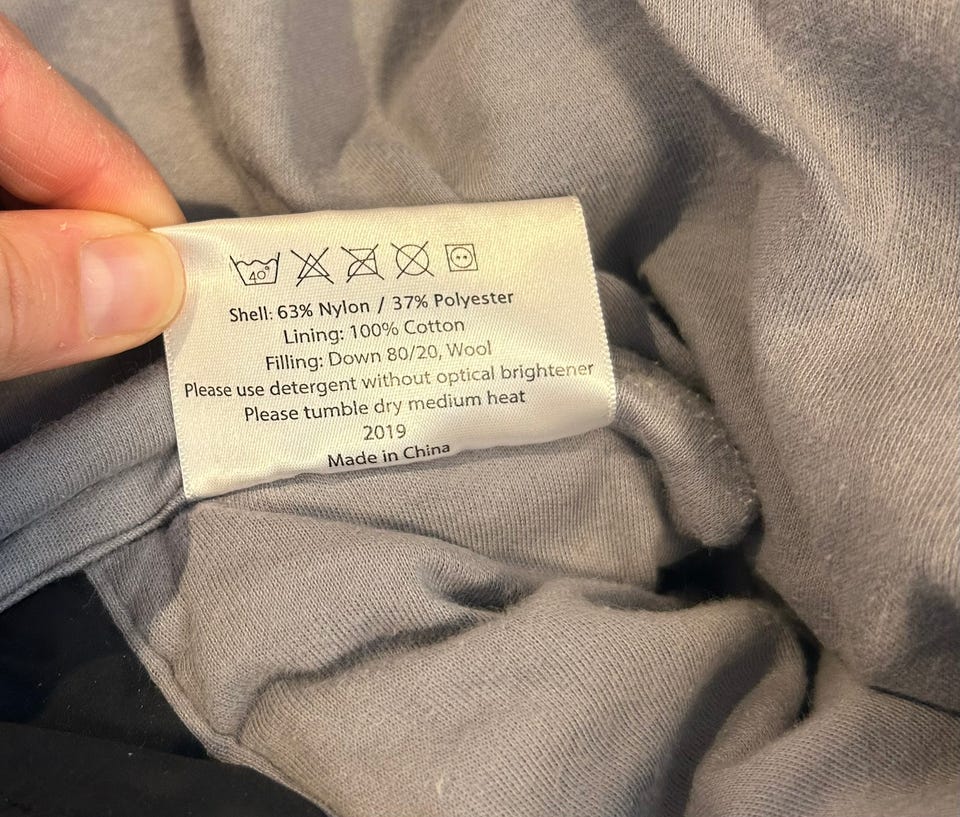 40°
Shell: 63% Nylon / 37% Polyester
Lining: 100% Cotton
Filling: Down 80/20, Wool
Please use detergent without optical brightener
Please tumble dry medium heat
2019
Made in China